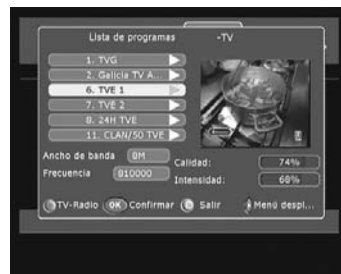 Lista de programas -TV
1. TVG
2. Galicia TV A...
6. TVE 1
7. TVE 2
8. 24H TVE
11. CLAN/50 TVE
Ancho de banda 8M
Calidad: 74%
Frecuencia 810000
Intensidad: 68%
TV-Radio OK Confirmar Salir Menú despl...